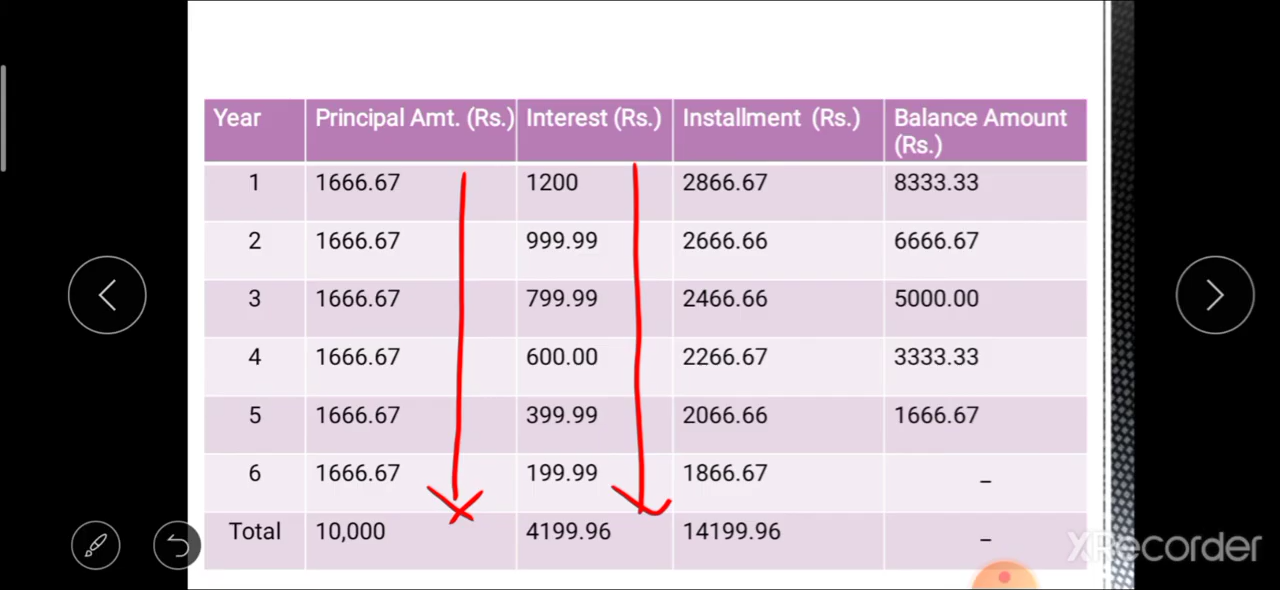 Year Principal Amt. (Rs.) Interest (Rs.) Installment (Rs.) Balance Amount (Rs.)
1 1666.67 1200 2866.67 8333.33
2 1666.67 999.99 2666.66 6666.67
3 1666.67 799.99 2466.66 5000.00
4 1666.67 600.00 2266.67 3333.33
5 1666.67 399.99 2066.66 1666.67
6 1666.67 199.99 1866.67 –
Total 10,000 4199.96 14199.96 –
XRecorder